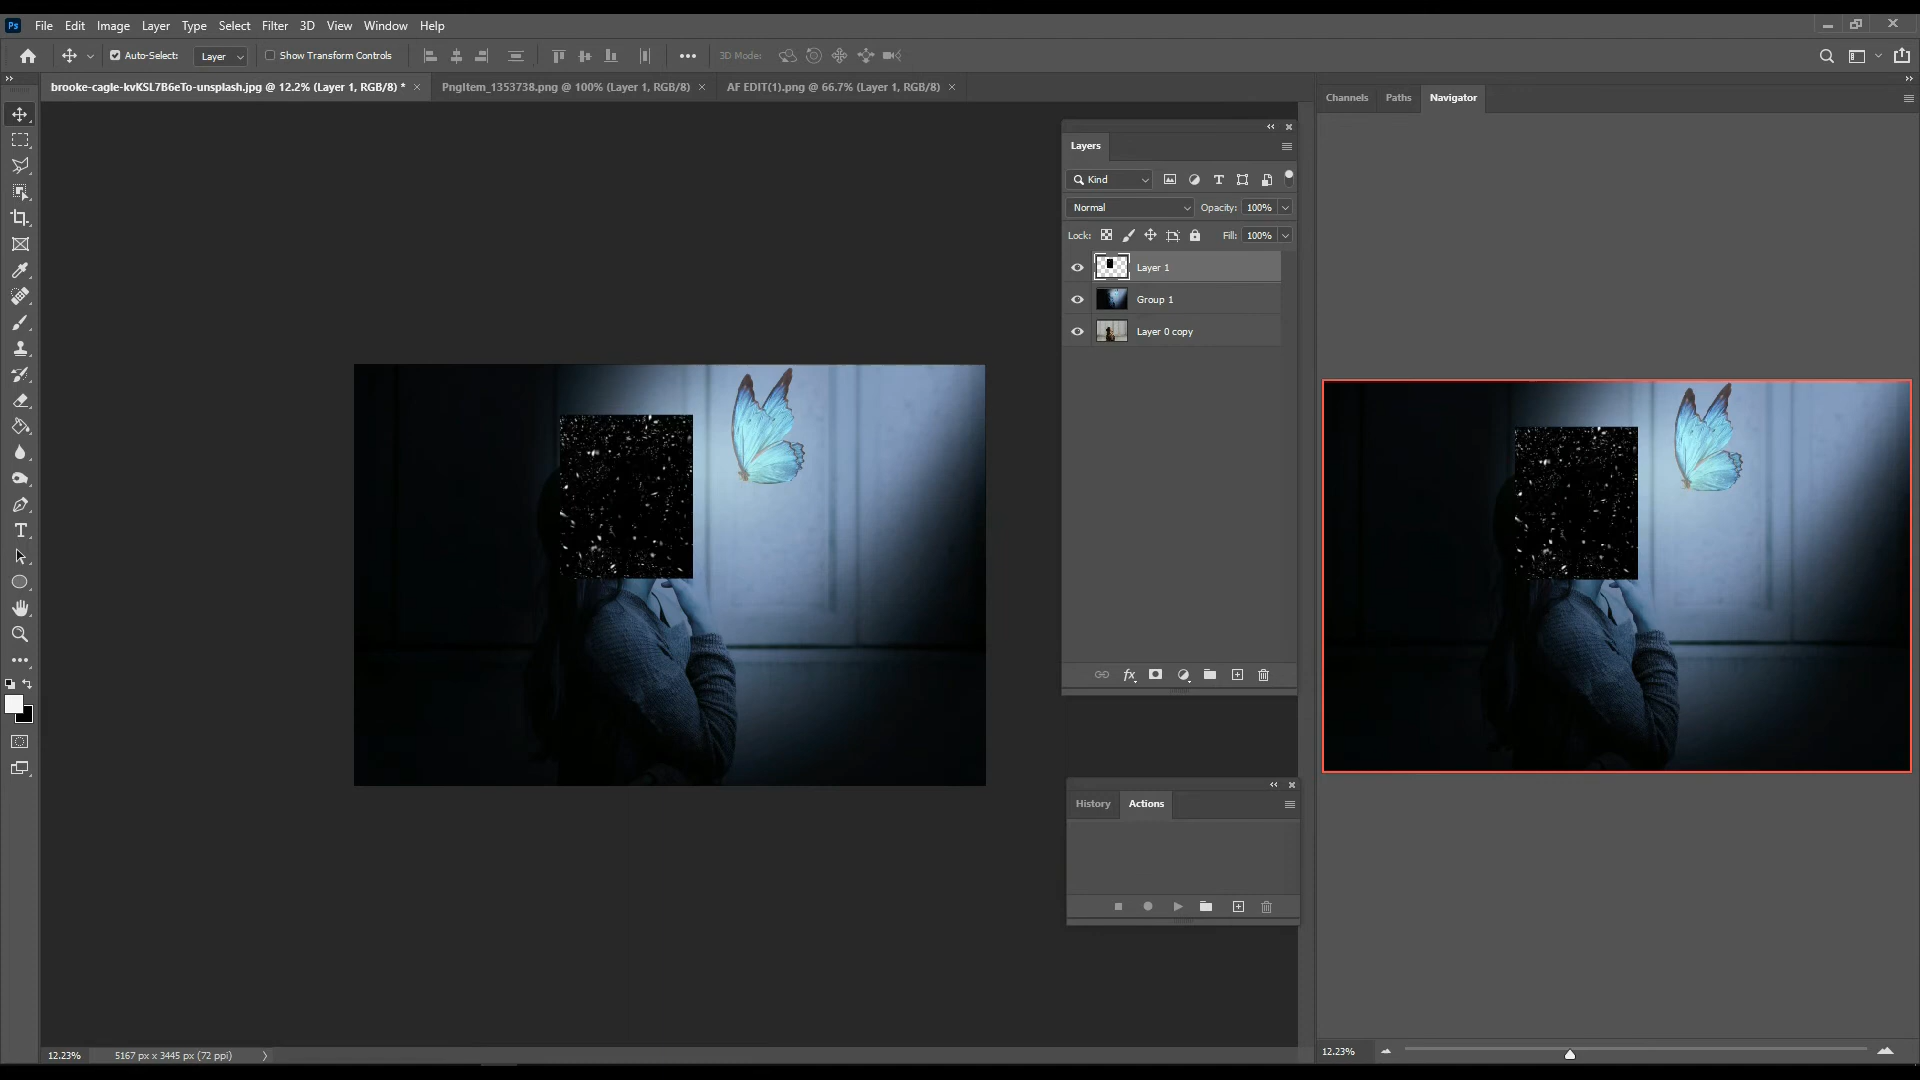 Ps File Edit Image Layer Type Select Filter 3D View Window Help
Auto-Select: Layer Show Transform Controls 3D Mode:
brooke-cagle-kvKSL7B6eTo-unsplash.jpg @ 12.2% (Layer 1, RGB/8) * PngItem_1353738.png @ 100% (Layer 1, RGB/8) AF EDIT(1).png @ 66.7% (Layer 1, RGB/8)
Channels Paths Navigator
Layers
Kind
Normal Opacity: 100%
Lock: Fill: 100%
Layer 1
Group 1
Layer 0 copy
fx
History Actions
12.23% 5167 px x 3445 px (72 ppi)
12.23%